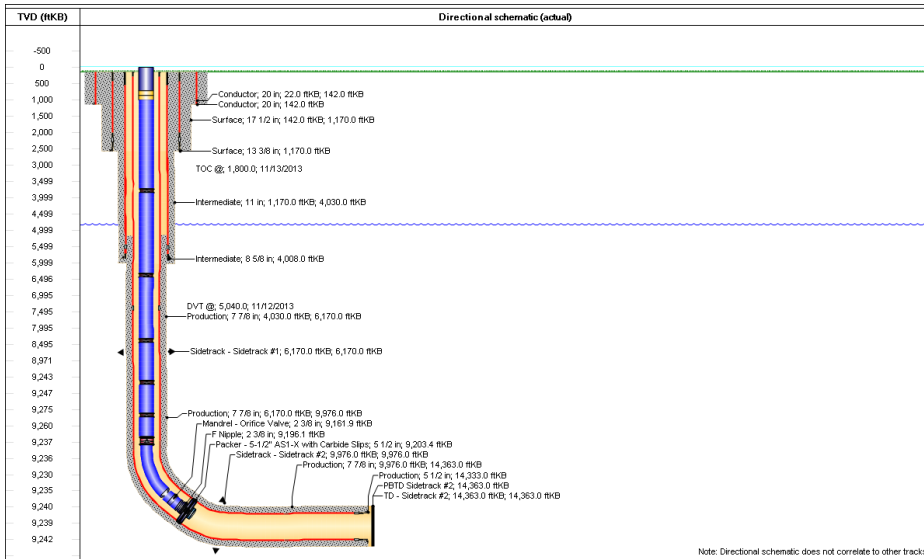 TVD (ftKB)
Directional schematic (actual)
-500
0
500
1,000
1,500
2,000
2,500
3,000
3,499
3,999
4,499
4,999
5,499
5,999
6,496
6,995
7,495
7,995
8,495
8,971
9,243
9,247
9,275
9,260
9,237
9,236
9,230
9,235
9,240
9,239
9,242
Conductor; 20 in; 22.0 ftKB; 142.0 ftKB
Conductor; 20 in; 142.0 ftKB
Surface; 17 1/2 in; 142.0 ftKB; 1,170.0 ftKB
Surface; 13 3/8 in; 1,170.0 ftKB
TOC @; 1,800.0; 11/13/2013
Intermediate; 11 in; 1,170.0 ftKB; 4,030.0 ftKB
Intermediate; 8 5/8 in; 4,008.0 ftKB
DVT @; 5,040.0; 11/12/2013
Production; 7 7/8 in; 4,030.0 ftKB; 6,170.0 ftKB
Sidetrack - Sidetrack #1; 6,170.0 ftKB; 6,170.0 ftKB
Production; 7 7/8 in; 6,170.0 ftKB; 9,976.0 ftKB
Mandrel - Orifice Valve; 2 3/8 in; 9,161.9 ftKB
F Nipple; 2 3/8 in; 9,196.1 ftKB
Packer - 5-1/2" AS1-X with Carbide Slips; 5 1/2 in; 9,203.4 ftKB
Sidetrack - Sidetrack #2; 9,976.0 ftKB; 9,976.0 ftKB
Production; 7 7/8 in; 9,976.0 ftKB; 14,363.0 ftKB
Production; 5 1/2 in; 14,333.0 ftKB
PBTD Sidetrack #2; 14,363.0 ftKB
TD - Sidetrack #2; 14,363.0 ftKB; 14,363.0 ftKB
Note: Directional schematic does not correlate to other tracks